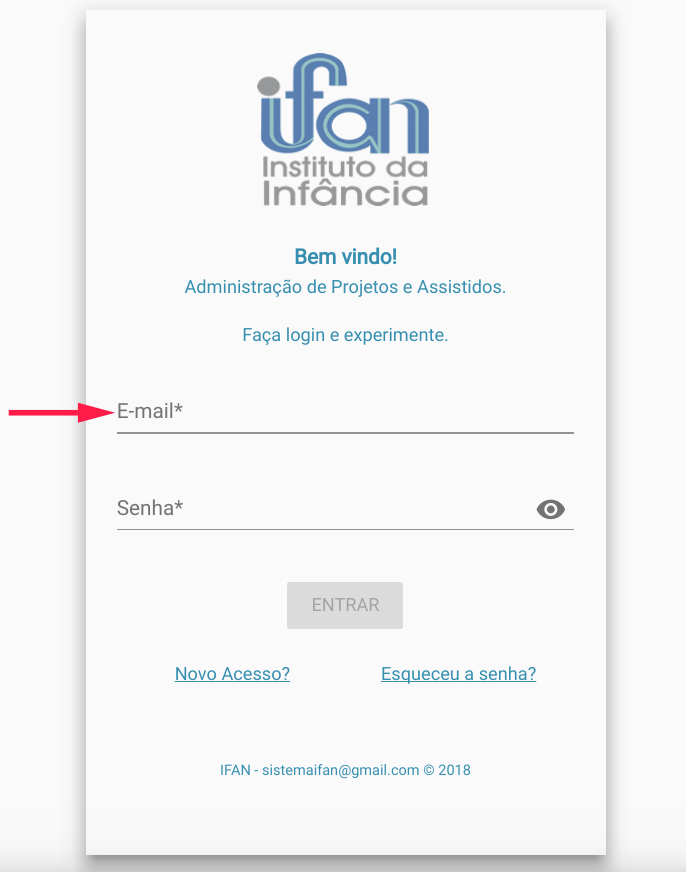 ifan
Instituto da
Infância
Bem vindo!
Administração de Projetos e Assistidos.
Faça login e experimente.
E-mail*
Senha*
ENTRAR
Novo Acesso? Esqueceu a senha?
IFAN - sistemaifan@gmail.com © 2018